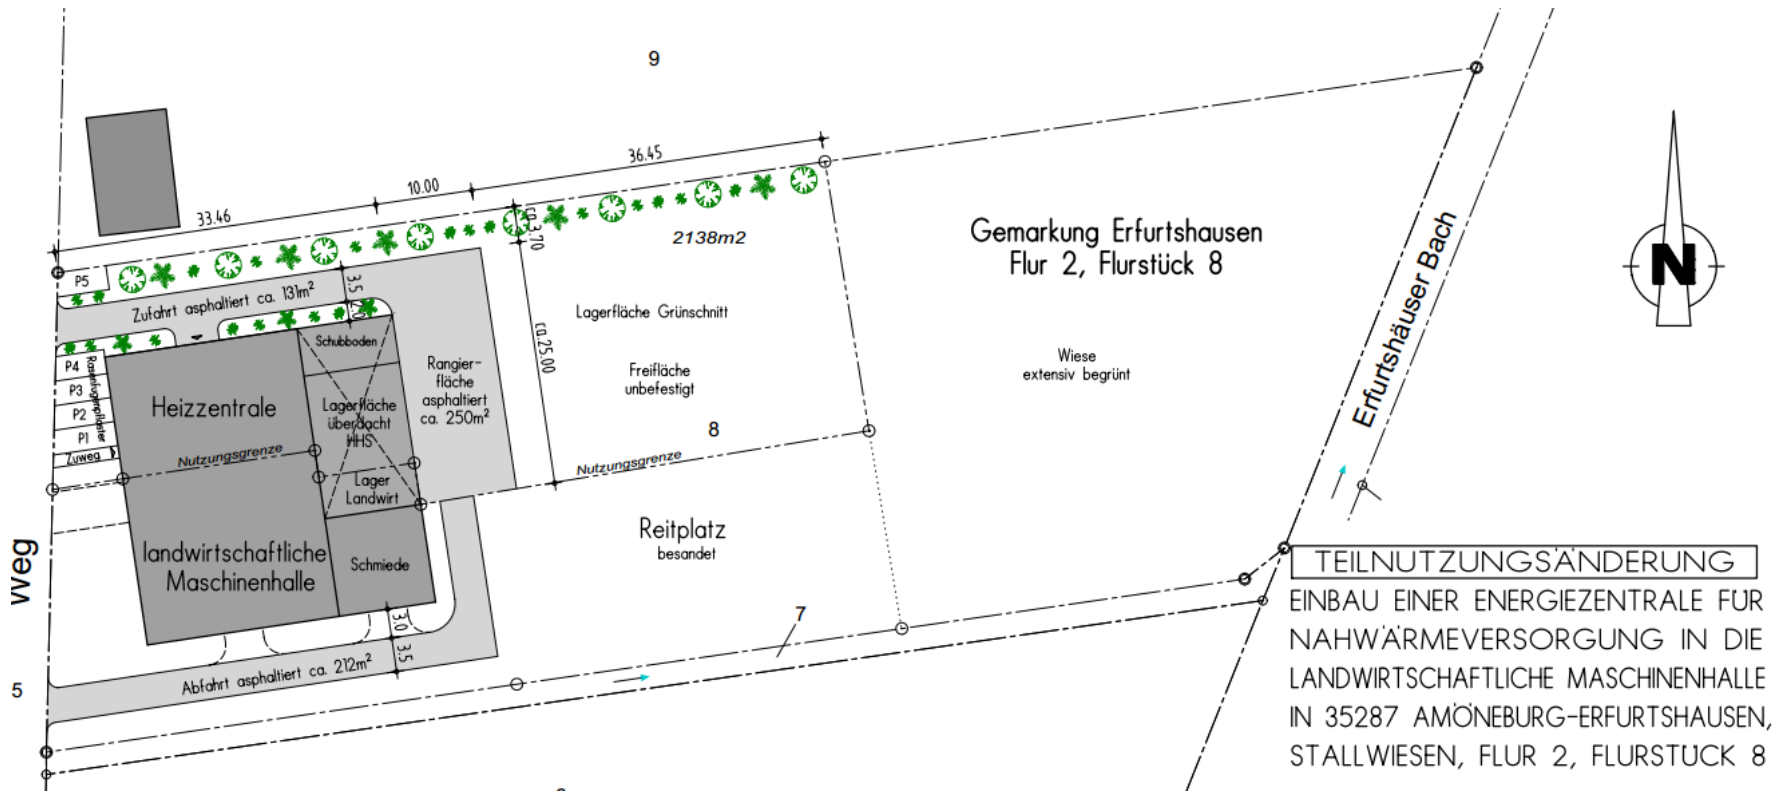 9
36.45
10.00
33.46
ca.3.70
2138m2
Gemarkung Erfurtshausen
Flur 2, Flurstück 8
Erfurtshäuser Bach
N
P5
3.5
2.0
Zufahrt asphaltiert ca. 131m²
Lagerfläche Grünschnitt
ca.25.00
Schubboden
P4
P3
P2
P1
Zuweg
Rasenfugenpflaster
Rangier-
fläche
asphaltiert
ca. 250m²
Freifläche
unbefestigt
Wiese
extensiv begrünt
Heizzentrale
Lagerfläche
überdacht
HHS
8
Nutzungsgrenze
Nutzungsgrenze
Lager
Landwirt
Reitplatz
besandet
landwirtschaftliche
Maschinenhalle
Schmiede
Weg
7
3.0
3.5
Abfahrt asphaltiert ca. 212m²
5
TEILNUTZUNGSÄNDERUNG
EINBAU EINER ENERGIEZENTRALE FÜR
NAHWÄRMEVERSORGUNG IN DIE
LANDWIRTSCHAFTLICHE MASCHINENHALLE
IN 35287 AMÖNEBURG-ERFURTSHAUSEN,
STALLWIESEN, FLUR 2, FLURSTÜCK 8